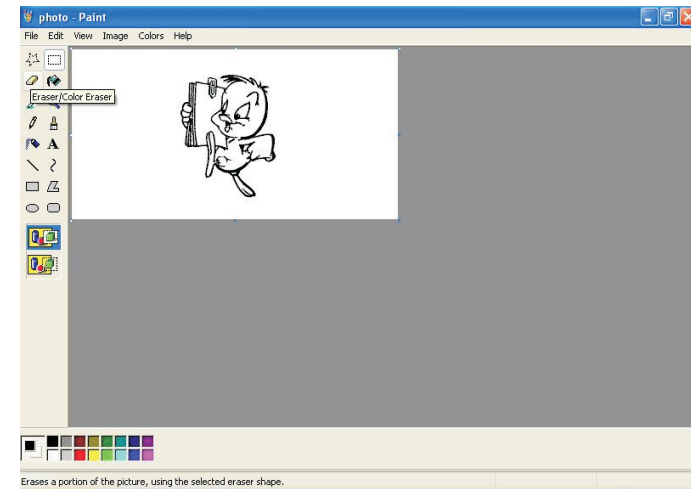 photo - Paint
File Edit View Image Colors Help
Eraser/Color Eraser
A
Erases a portion of the picture, using the selected eraser shape.